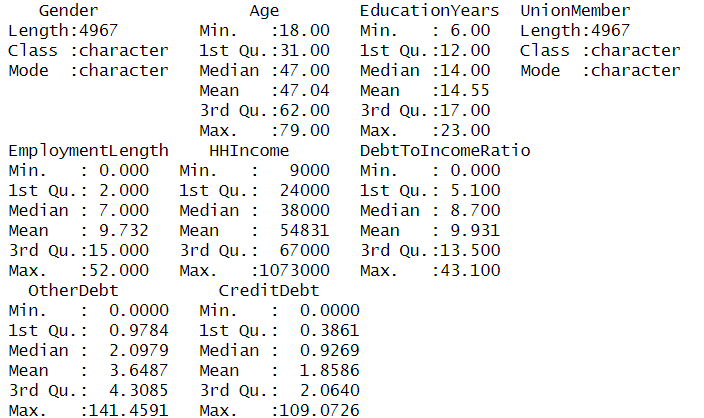 Gender               Age         EducationYears  UnionMember
Length:4967        Min.   :18.00   Min.   : 6.00   Length:4967
Class :character   1st Qu.:31.00   1st Qu.:12.00   Class :character
Mode  :character   Median :47.00   Median :14.00   Mode  :character
                   Mean   :47.04   Mean   :14.55
                   3rd Qu.:62.00   3rd Qu.:17.00
                   Max.   :79.00   Max.   :23.00
EmploymentLength    HHIncome       DebtToIncomeRatio
Min.   : 0.000   Min.   :   9000   Min.   : 0.000
1st Qu.: 2.000   1st Qu.:  24000   1st Qu.: 5.100
Median : 7.000   Median :  38000   Median : 8.700
Mean   : 9.732   Mean   :  54831   Mean   : 9.931
3rd Qu.:15.000   3rd Qu.:  67000   3rd Qu.:13.500
Max.   :52.000   Max.   :1073000   Max.   :43.100
  OtherDebt          CreditDebt
Min.   :  0.0000   Min.   :  0.0000
1st Qu.:  0.9784   1st Qu.:  0.3861
Median :  2.0979   Median :  0.9269
Mean   :  3.6487   Mean   :  1.8586
3rd Qu.:  4.3085   3rd Qu.:  2.0640
Max.   :141.4591   Max.   :109.0726